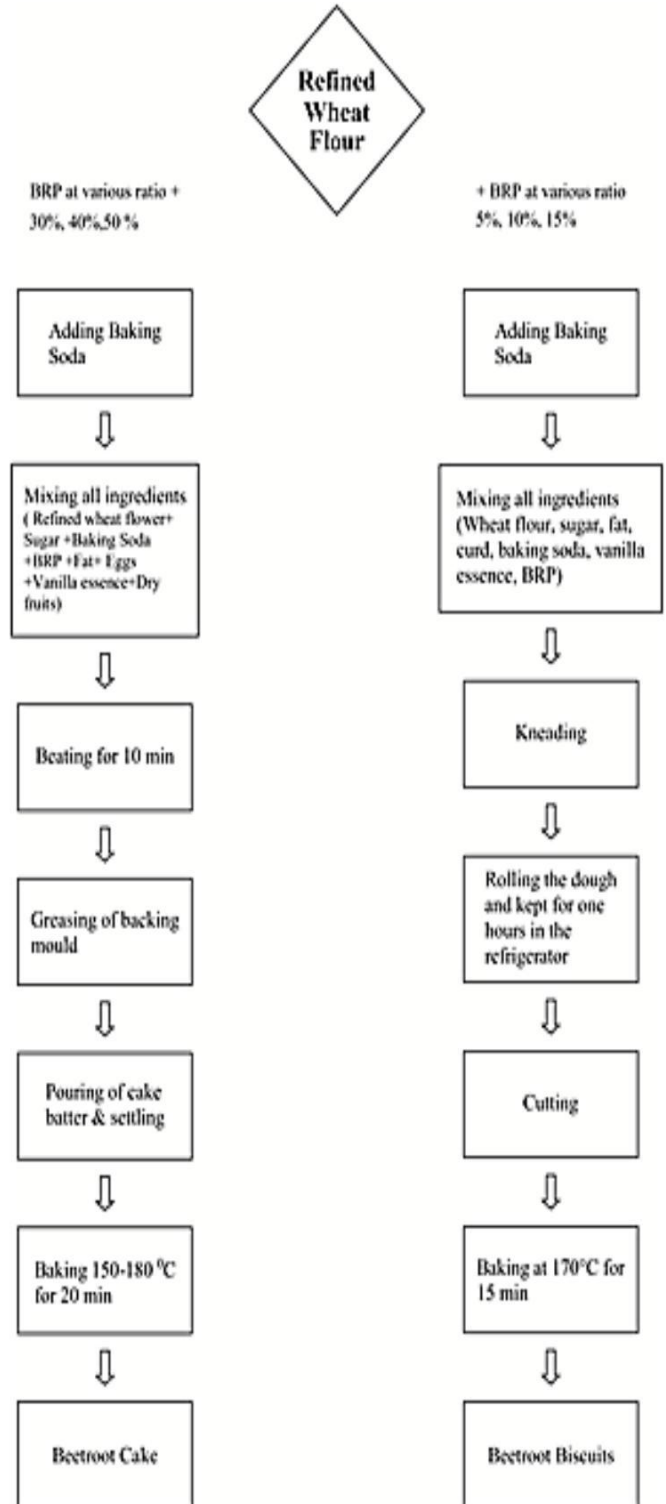 Refined
Wheat
Flour
BRP at various ratio +
30%, 40%,50 %
+ BRP at various ratio
5%, 10%, 15%
Adding Baking
Soda
Mixing all ingredients
( Refined wheat flower+
Sugar +Baking Soda
+BRP +Fat+ Eggs
+Vanilla essence+Dry
fruits)
Beating for 10 min
Greasing of backing
mould
Pouring of cake
batter & settling
Baking 150-180 ⁰C
for 20 min
Beetroot Cake
Adding Baking
Soda
Mixing all ingredients
(Wheat flour, sugar, fat,
curd, baking soda, vanilla
essence, BRP)
Kneading
Rolling the dough
and kept for one
hours in the
refrigerator
Cutting
Baking at 170°C for
15 min
Beetroot Biscuits